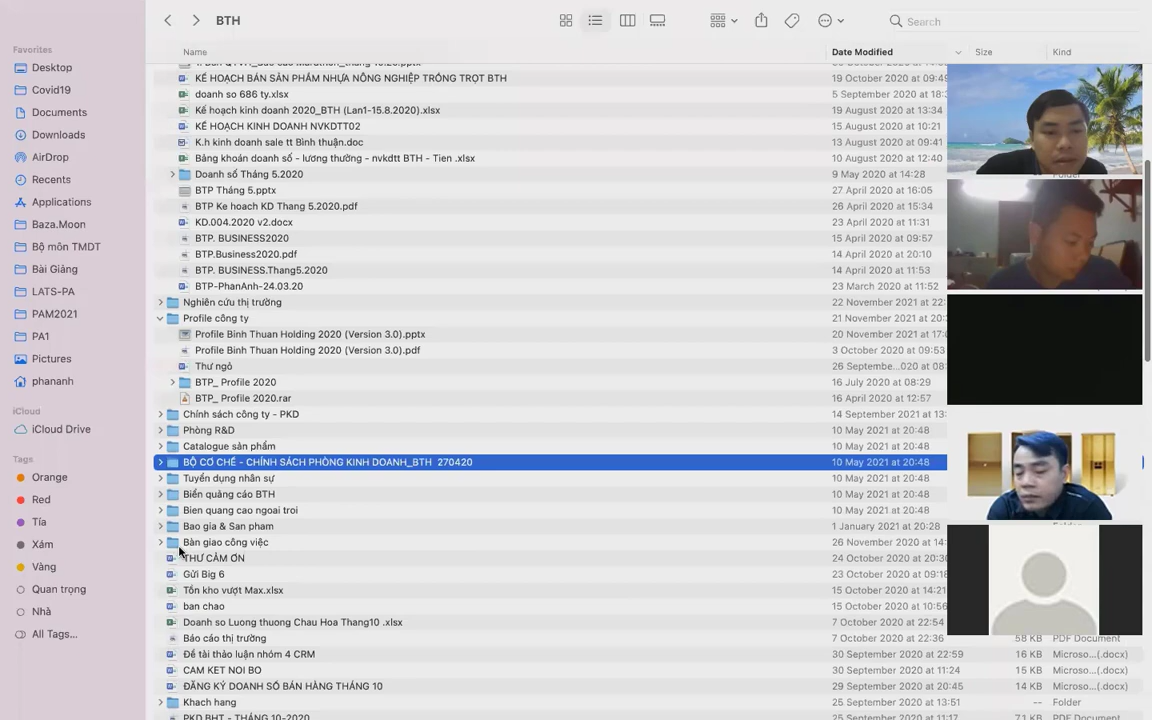 BTH
Search
Favorites
Desktop
Covid19
Documents
Downloads
AirDrop
Recents
Applications
Baza.Moon
Bộ môn TMDT
Bài Giảng
LATS-PA
PAM2021
PA1
Pictures
phananh
iCloud
iCloud Drive
Tags
Orange
Red
Tía
Xám
Vàng
Quan trọng
Nhà
All Tags...
Name Date Modified Size Kind
KẾ HOẠCH BÁN SẢN PHẨM NHỰA NÔNG NGHIỆP TRỒNG TRỌT BTH 19 October 2020 at 09:49
doanh so 686 ty.xlsx 5 September 2020 at 18:
Kế hoạch kinh doanh 2020_BTH (Lan1-15.8.2020).xlsx 19 August 2020 at 13:34
KẾ HOẠCH KINH DOANH NVKDTT02 15 August 2020 at 10:21
K.h kinh doanh sale tt Bình thuận.doc 13 August 2020 at 09:41
Bảng khoán doanh số - lương thưởng - nvkdtt BTH - Tien .xlsx 10 August 2020 at 12:40
Doanh số Tháng 5.2020 9 May 2020 at 14:28
BTP Tháng 5.pptx 27 April 2020 at 16:05
BTP Ke hoach KD Thang 5.2020.pdf 26 April 2020 at 15:34
KD.004.2020 v2.docx 23 April 2020 at 11:31
BTP. BUSINESS2020 15 April 2020 at 09:57
BTP.Business2020.pdf 14 April 2020 at 20:10
BTP. BUSINESS.Thang5.2020 14 April 2020 at 11:53
BTP-PhanAnh-24.03.20 23 March 2020 at 11:52
Nghiên cứu thị trường 22 November 2021 at 22:
Profile công ty 21 November 2021 at 20:
Profile Binh Thuan Holding 2020 (Version 3.0).pptx 20 November 2021 at 17:
Profile Binh Thuan Holding 2020 (Version 3.0).pdf 3 October 2020 at 09:53
Thư ngỏ 26 Septembe...020 at 08:
BTP_ Profile 2020 16 July 2020 at 08:29
BTP_ Profile 2020.rar 16 April 2020 at 12:57
Chính sách công ty - PKD 14 September 2021 at 13:
Phòng R&D 10 May 2021 at 20:48
Catalogue sản phẩm 10 May 2021 at 20:48
BỘ CƠ CHẾ - CHÍNH SÁCH PHÒNG KINH DOANH_BTH 270420 10 May 2021 at 20:48
Tuyển dụng nhân sự 10 May 2021 at 20:48
Biển quảng cáo BTH 10 May 2021 at 20:48
Bien quang cao ngoai troi 10 May 2021 at 20:48
Bao gia & San pham 1 January 2021 at 20:28
Bàn giao công việc 26 November 2020 at 14:
THƯ CẢM ƠN 24 October 2020 at 20:30
Gửi Big 6 23 October 2020 at 09:18
Tồn kho vượt Max.xlsx 15 October 2020 at 14:21
ban chao 15 October 2020 at 10:56
Doanh so Luong thuong Chau Hoa Thang10 .xlsx 7 October 2020 at 22:54
Báo cáo thị trường 7 October 2020 at 22:36 58 KB PDF Document
Đề tài thảo luận nhóm 4 CRM 30 September 2020 at 22:59 16 KB Microso...(.docx)
CAM KET NOI BO 30 September 2020 at 11:24 15 KB Microso...(.docx)
ĐĂNG KÝ DOANH SỐ BÁN HÀNG THÁNG 10 29 September 2020 at 20:45 14 KB Microso...(.docx)
Khach hang 25 September 2020 at 13:51 -- Folder
PKD BHT - THÁNG 10-2020 25 September 2020 at 11:17 71 KB PDF Document